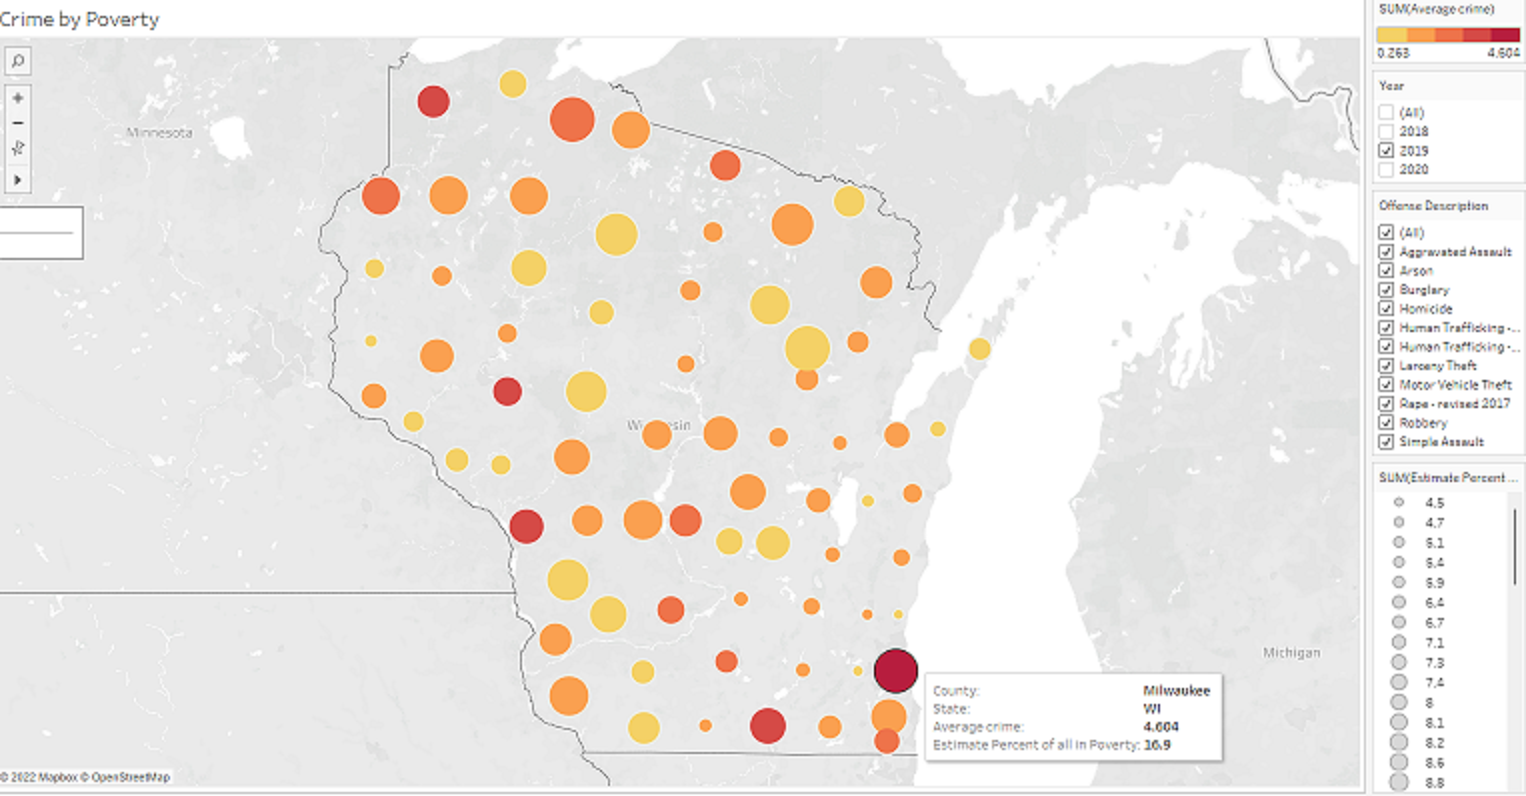 Crime by Poverty
Minnesota
Wisconsin
Michigan
County: Milwaukee
State: WI
Average crime: 4.604
Estimate Percent of all in Poverty: 16.9
© 2022 Mapbox © OpenStreetMap
SUM(Average crime)
0.263 4.604
Year
(All)
2018
2019
2020
Offense Description
(All)
Aggravated Assault
Arson
Burglary
Homicide
Human Trafficking -...
Human Trafficking -...
Larceny Theft
Motor Vehicle Theft
Rape - revised 2017
Robbery
Simple Assault
SUM(Estimate Percent ...
4.5
4.7
5.1
5.4
5.9
6.4
6.7
7.1
7.3
7.4
8
8.1
8.2
8.6
8.8